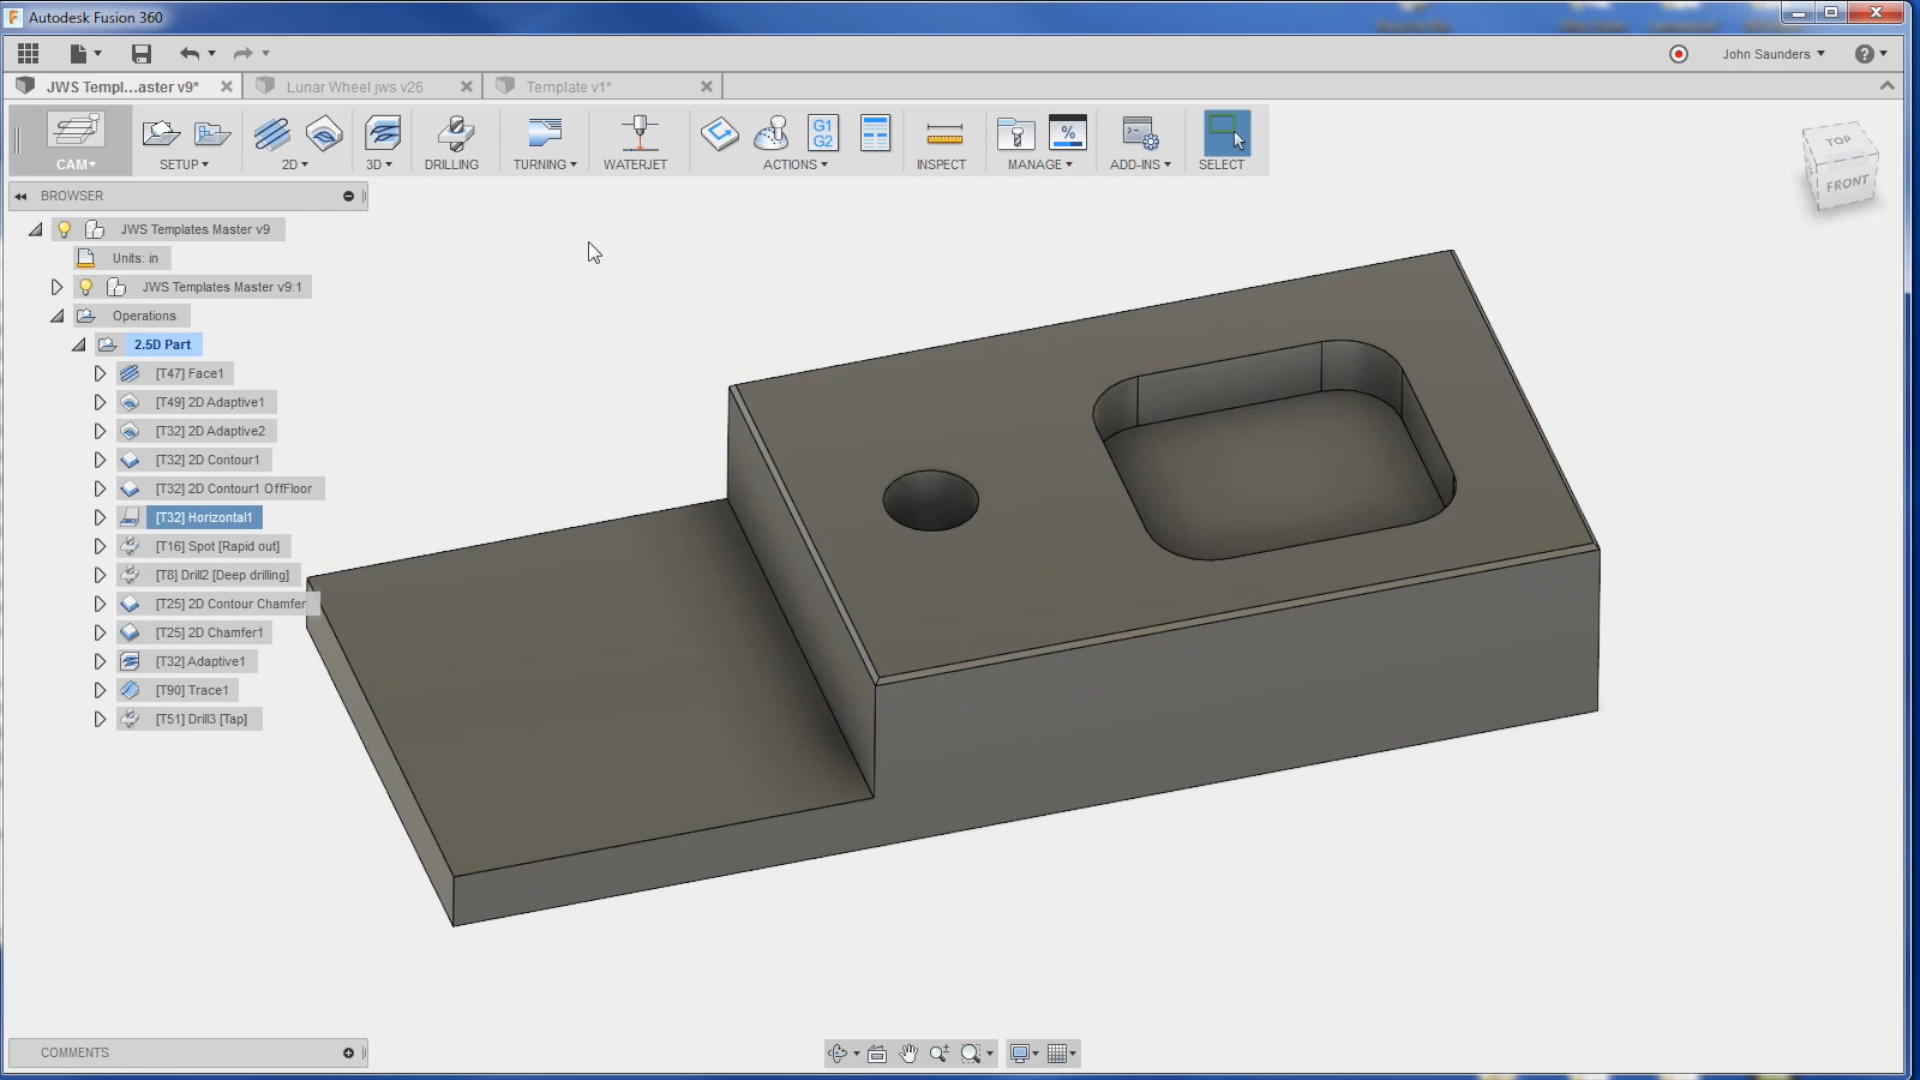 Autodesk Fusion 360
John Saunders
JWS Templ...aster v9*
Lunar Wheel jws v26
Template v1*
G1
G2
%
CAM
SETUP
2D
3D
DRILLING
TURNING
WATERJET
ACTIONS
INSPECT
MANAGE
ADD-INS
SELECT
TOP
FRONT
BROWSER
JWS Templates Master v9
Units: in
JWS Templates Master v9:1
Operations
2.5D Part
[T47] Face1
[T49] 2D Adaptive1
[T32] 2D Adaptive2
[T32] 2D Contour1
[T32] 2D Contour1 OffFloor
[T32] Horizontal1
[T16] Spot [Rapid out]
[T8] Drill2 [Deep drilling]
[T25] 2D Contour Chamfer
[T25] 2D Chamfer1
[T32] Adaptive1
[T90] Trace1
[T51] Drill3 [Tap]
COMMENTS